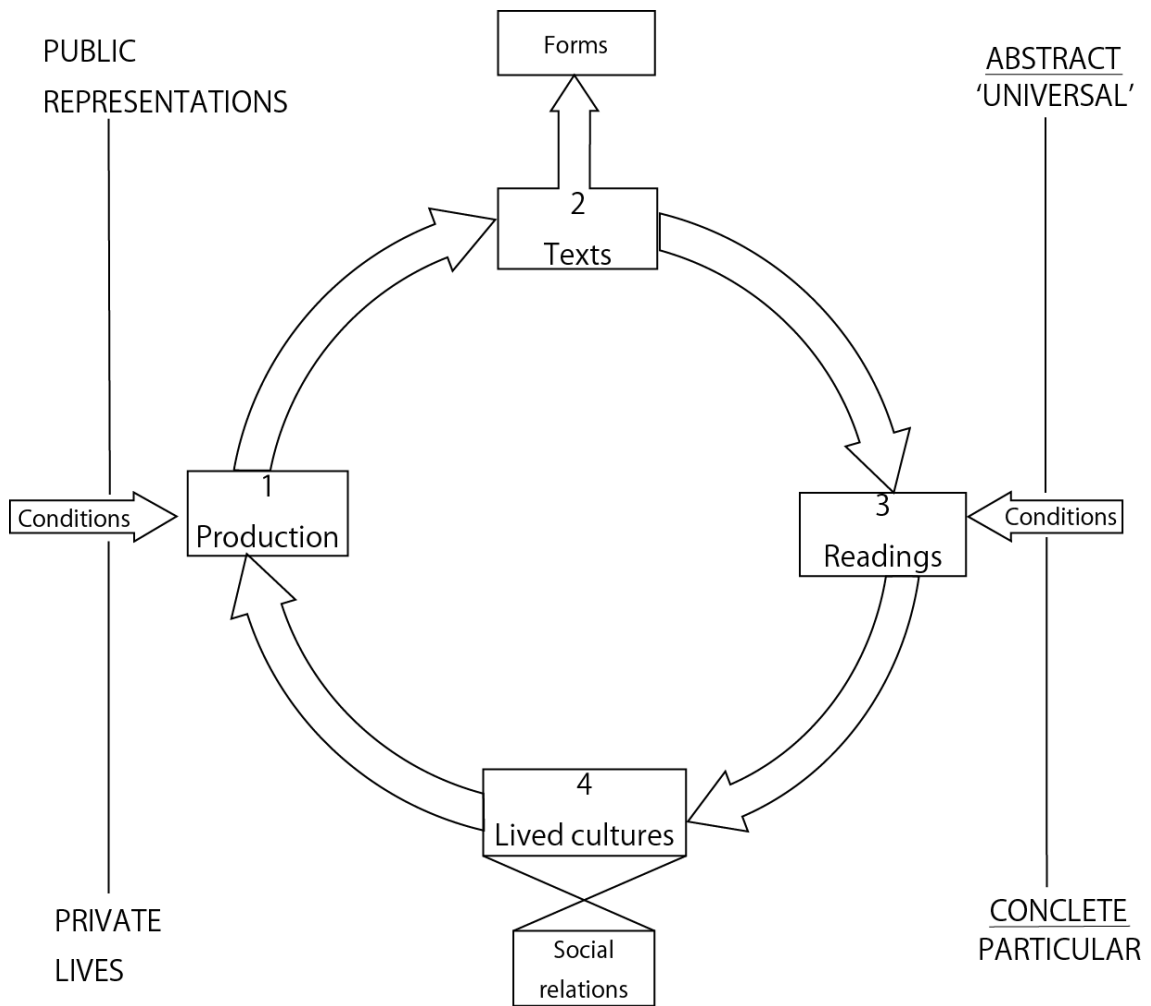 PUBLIC
REPRESENTATIONS
Forms
ABSTRACT
‘UNIVERSAL’
2
Texts
Conditions
1
Production
3
Readings
Conditions
4
Lived cultures
PRIVATE
LIVES
Social
relations
CONCLETE
PARTICULAR